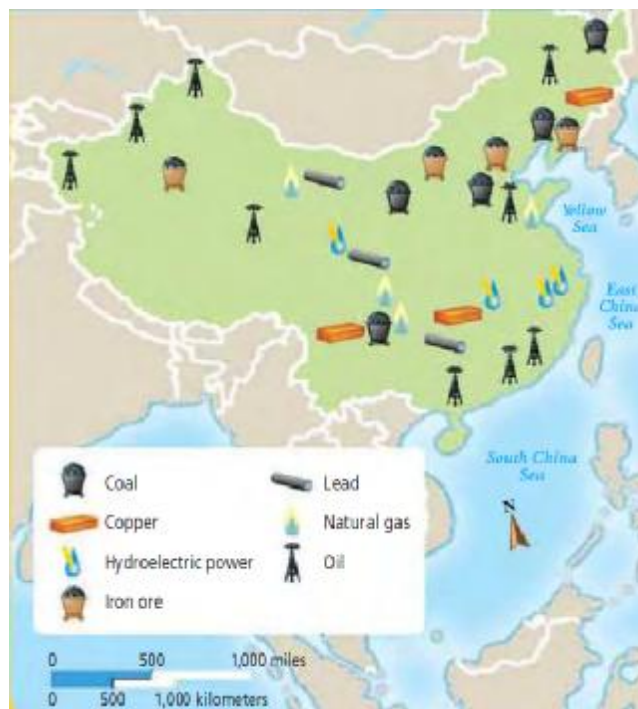 Yellow
Sea
East
China
Sea
South China
Sea
N
Coal
Lead
Copper
Natural gas
Hydroelectric power
Oil
Iron ore
0 500 1,000 miles
0 500 1,000 kilometers